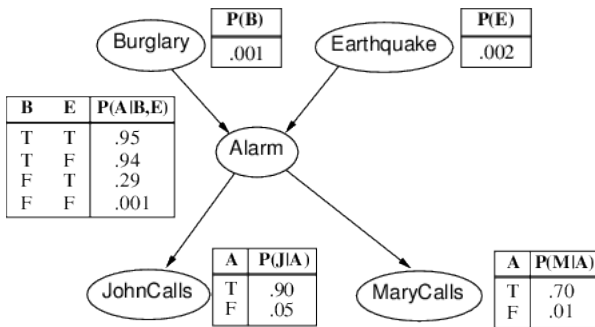 Burglary
P(B)
.001
Earthquake
P(E)
.002
B E P(A|B,E)
T T .95
T F .94
F T .29
F F .001
Alarm
JohnCalls
A P(J|A)
T .90
F .05
MaryCalls
A P(M|A)
T .70
F .01